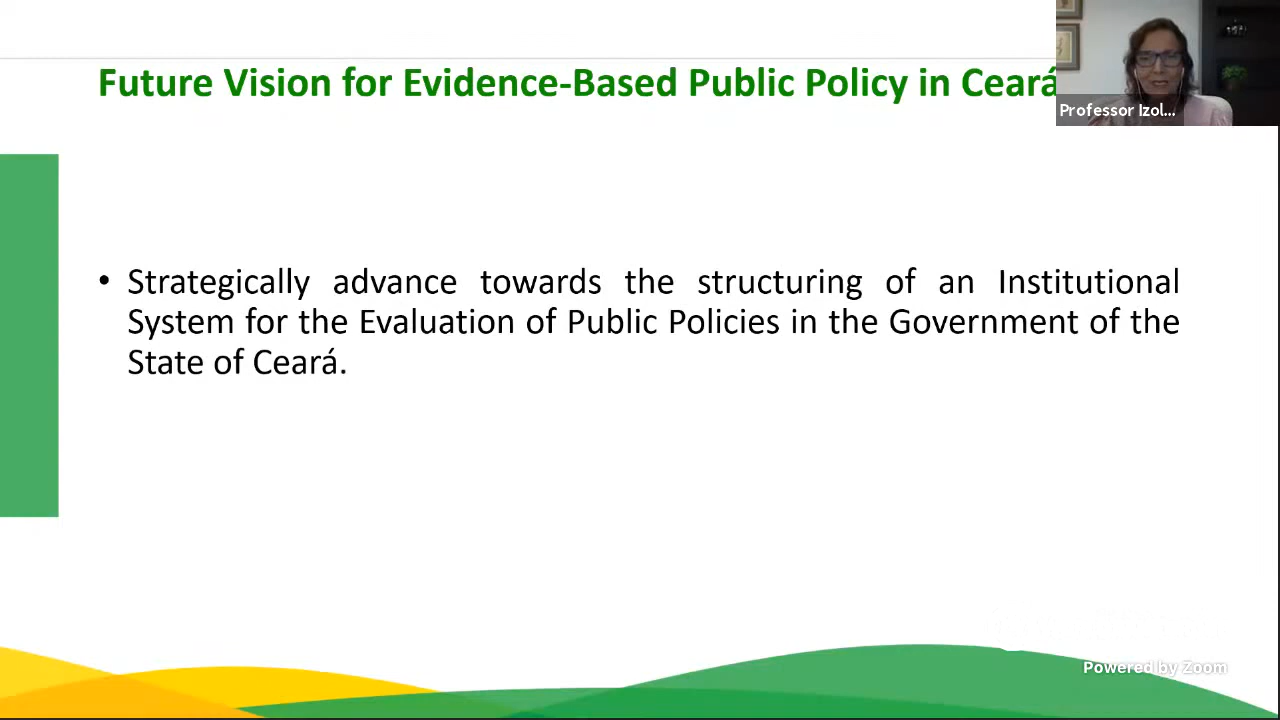 Future Vision for Evidence-Based Public Policy in Ceará
Professor Izol...
• Strategically advance towards the structuring of an Institutional
System for the Evaluation of Public Policies in the Government of the
State of Ceará.
Powered by Zoom